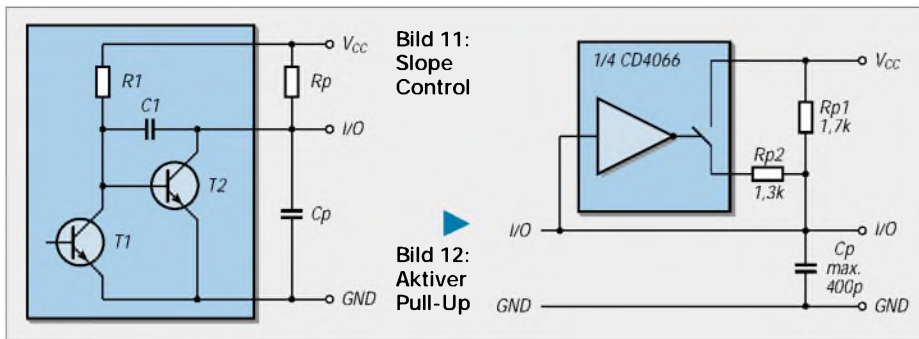 VCC
R1
Rp
C1
I/O
T2
T1
Cp
GND
Bild 11:
Slope
Control
Bild 12:
Aktiver
Pull-Up
1/4 CD4066
VCC
Rp1
1,7k
Rp2
1,3k
I/O
I/O
Cp
max.
400p
GND
GND